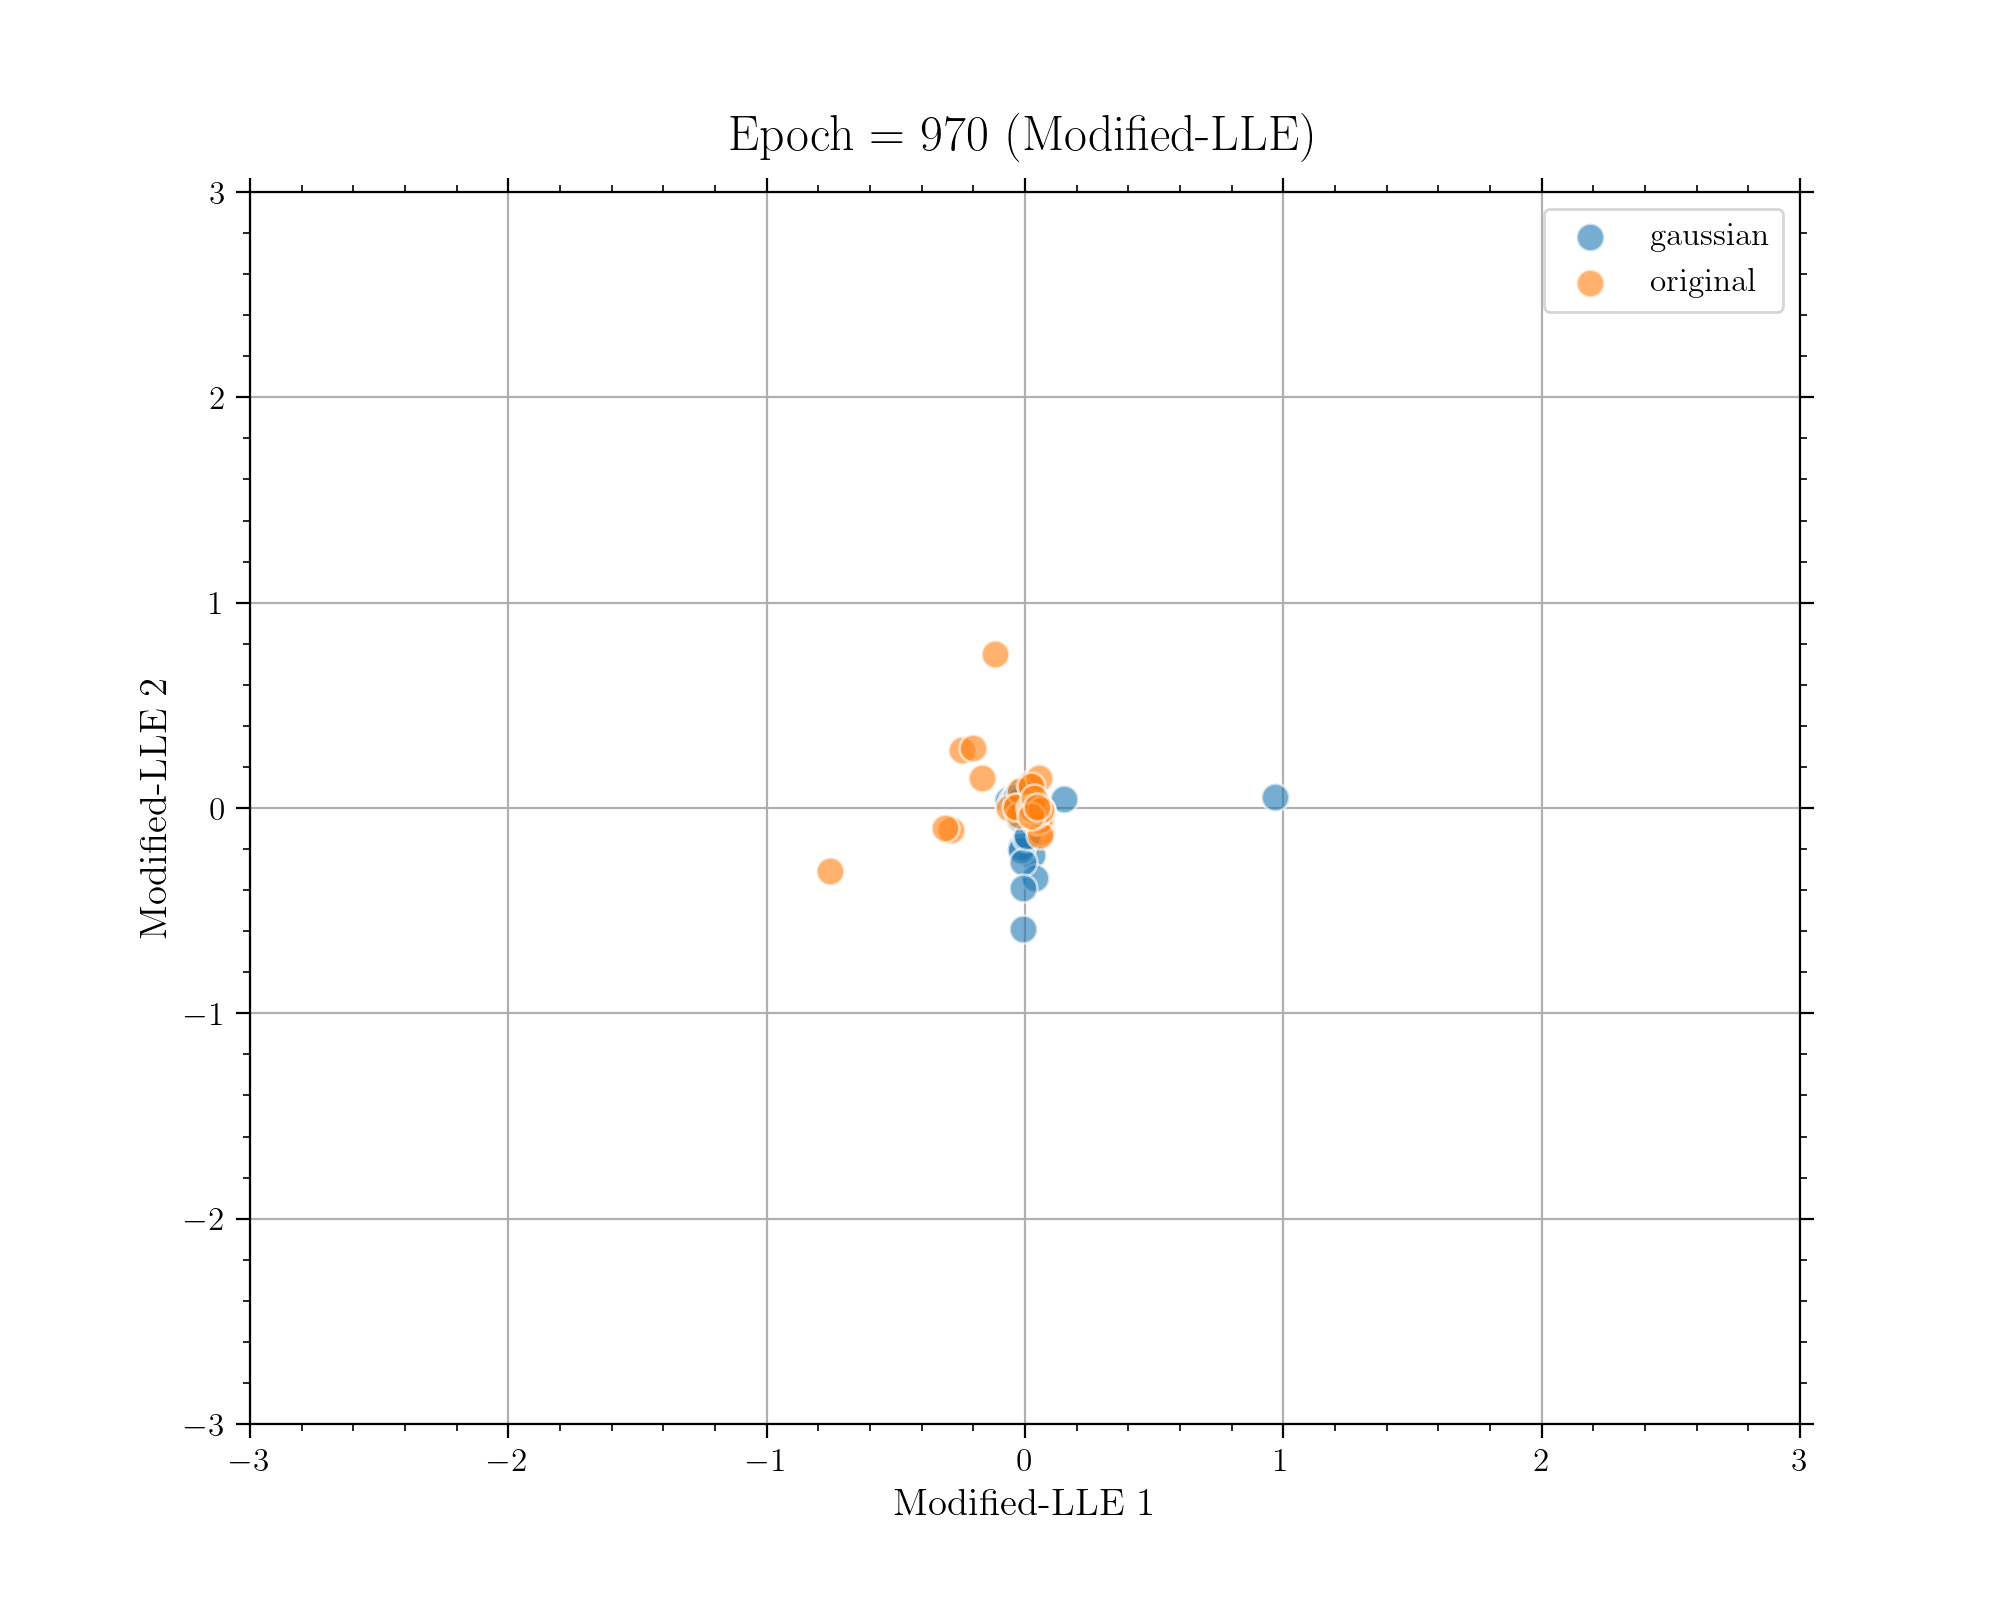 Epoch = 970 (Modified-LLE)
gaussian
original
3
2
1
0
−1
−2
−3
Modified-LLE 2
−3
−2
−1
0
1
2
3
Modified-LLE 1